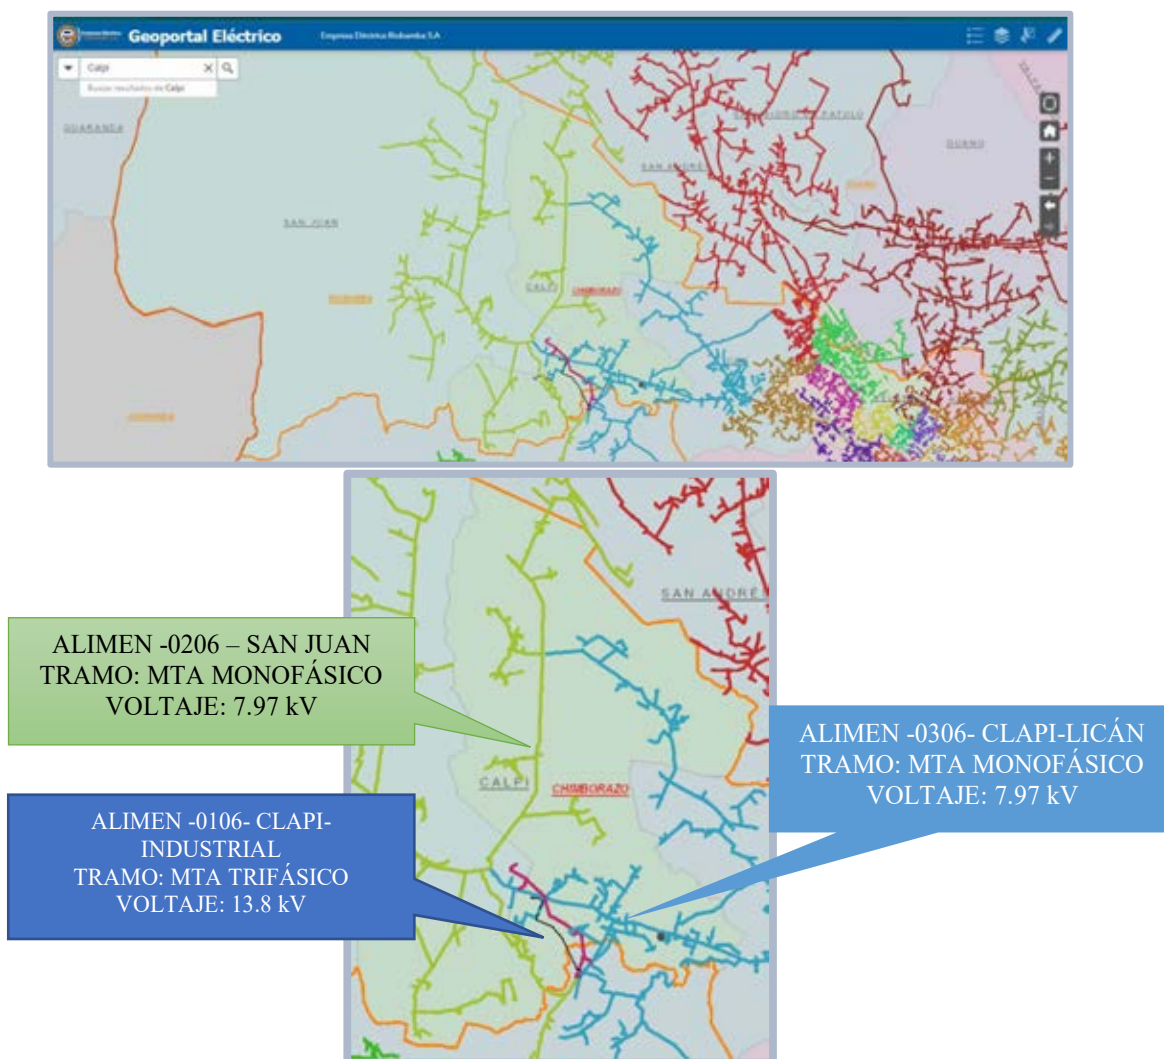 Geoportal Eléctrico
Empresa Eléctrica Riobamba S.A
Calpi
Buscar resultados de Calpi
GUARANDA
SAN JUAN
CALPI
CHIMBORAZO
SAN ANDRÉS
GUANO
ALIMEN -0206 – SAN JUAN
TRAMO: MTA MONOFÁSICO
VOLTAJE: 7.97 kV
SAN ANDRÉ
CALPI
CHIMBORAZO
ALIMEN -0306- CLAPI-LICÁN
TRAMO: MTA MONOFÁSICO
VOLTAJE: 7.97 kV
ALIMEN -0106- CLAPI-
INDUSTRIAL
TRAMO: MTA TRIFÁSICO
VOLTAJE: 13.8 kV